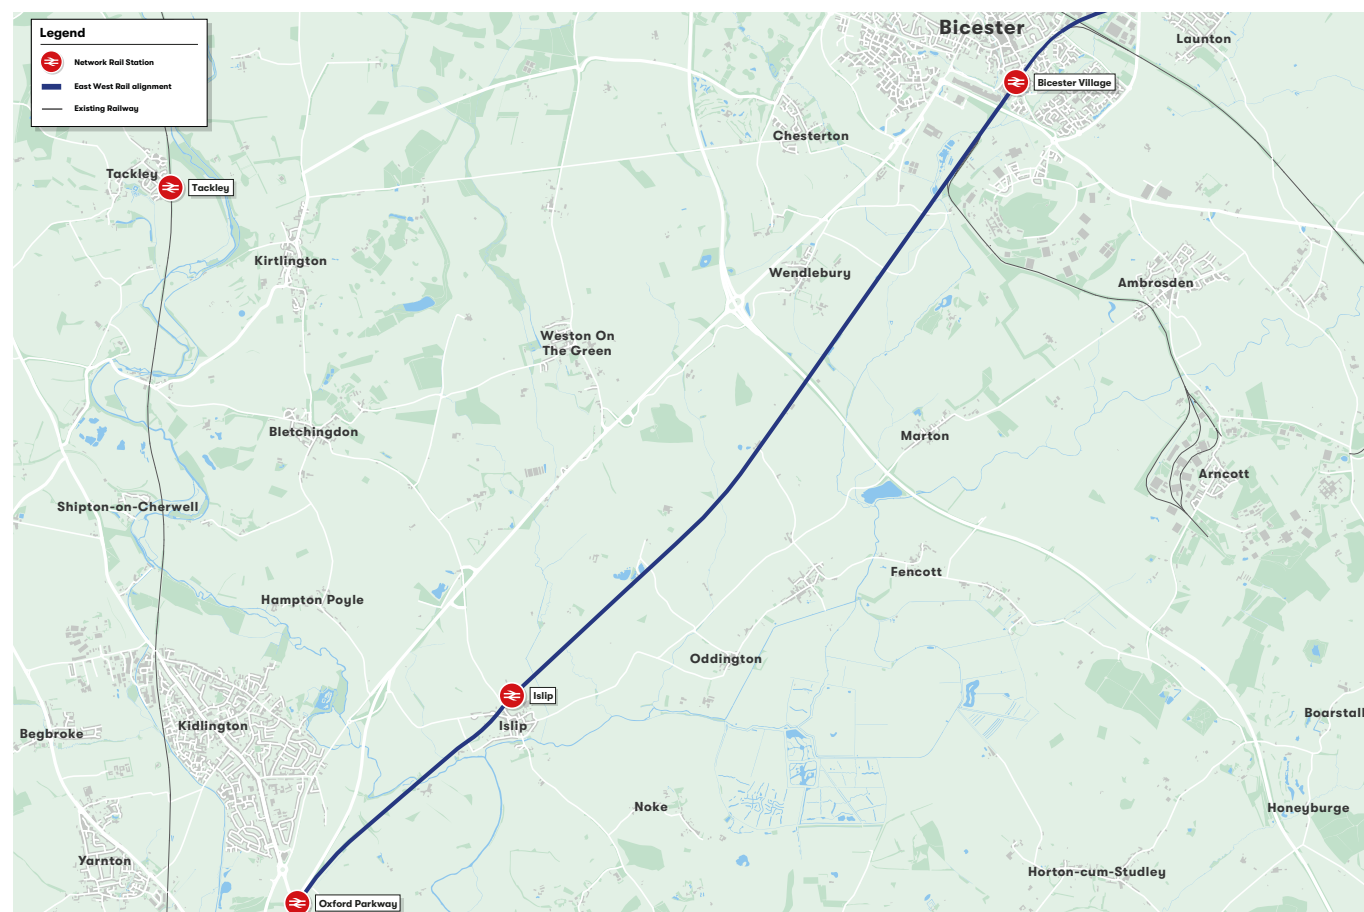 Legend
Network Rail Station
East West Rail alignment
Existing Railway
Bicester
Launton
Bicester Village
Chesterton
Tackley
Tackley
Kirtlington
Wendlebury
Ambrosden
Weston On
The Green
Bletchingdon
Marton
Arncott
Shipton-on-Cherwell
Fencott
Hampton Poyle
Oddington
Islip
Islip
Kidlington
Begbroke
Boarstall
Noke
Honeyburge
Yarnton
Horton-cum-Studley
Oxford Parkway